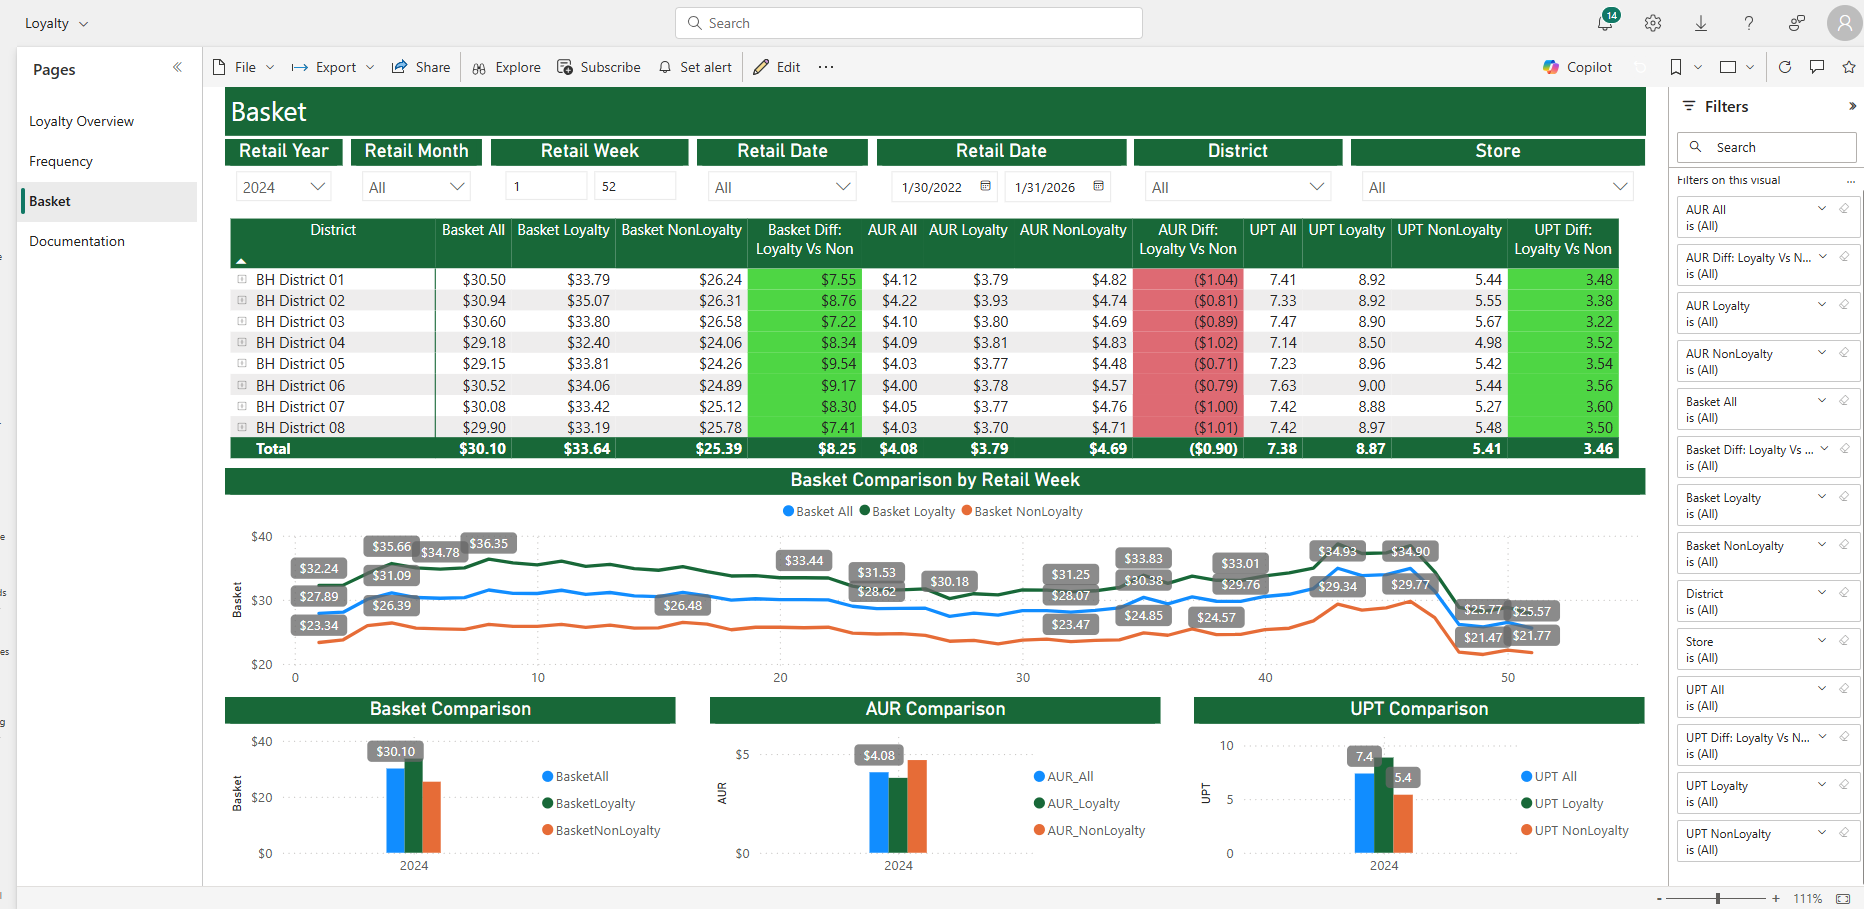 Loyalty
Search
14
Pages
File
Export
Share
Explore
Subscribe
Set alert
Edit
...
Copilot
Loyalty Overview
Frequency
Basket
Documentation
Basket
Retail Year
Retail Month
Retail Week
Retail Date
Retail Date
District
Store
2024
All
1
52
All
1/30/2022
1/31/2026
All
All
District Basket All Basket Loyalty Basket NonLoyalty Basket Diff: Loyalty Vs Non AUR All AUR Loyalty AUR NonLoyalty AUR Diff: Loyalty Vs Non UPT All UPT Loyalty UPT NonLoyalty UPT Diff: Loyalty Vs Non
BH District 01 $30.50 $33.79 $26.24 $7.55 $4.12 $3.79 $4.82 ($1.04) 7.41 8.92 5.44 3.48
BH District 02 $30.94 $35.07 $26.31 $8.76 $4.22 $3.93 $4.74 ($0.81) 7.33 8.92 5.55 3.38
BH District 03 $30.60 $33.80 $26.58 $7.22 $4.10 $3.80 $4.69 ($0.89) 7.47 8.90 5.67 3.22
BH District 04 $29.18 $32.40 $24.06 $8.34 $4.09 $3.81 $4.83 ($1.02) 7.14 8.50 4.98 3.52
BH District 05 $29.15 $33.81 $24.26 $9.54 $4.03 $3.77 $4.48 ($0.71) 7.23 8.96 5.42 3.54
BH District 06 $30.52 $34.06 $24.89 $9.17 $4.00 $3.78 $4.57 ($0.79) 7.63 9.00 5.44 3.56
BH District 07 $30.08 $33.42 $25.12 $8.30 $4.05 $3.77 $4.76 ($1.00) 7.42 8.88 5.27 3.60
BH District 08 $29.90 $33.19 $25.78 $7.41 $4.03 $3.70 $4.71 ($1.01) 7.42 8.97 5.48 3.50
Total $30.10 $33.64 $25.39 $8.25 $4.08 $3.79 $4.69 ($0.90) 7.38 8.87 5.41 3.46
Basket Comparison by Retail Week
Basket All Basket Loyalty Basket NonLoyalty
Basket
$40
$30
$20
$32.24
$35.66
$34.78
$36.35
$33.44
$31.53
$30.18
$31.25
$33.83
$33.01
$34.93
$34.90
$27.89
$31.09
$28.62
$28.07
$30.38
$29.76
$29.34
$29.77
$25.77
$25.57
$23.34
$26.39
$26.48
$23.47
$24.85
$24.57
$21.47
$21.77
0 10 20 30 40 50
Basket Comparison
Basket
$40
$20
$0
$30.10
2024
BasketAll
BasketLoyalty
BasketNonLoyalty
AUR Comparison
AUR
$5
$0
$4.08
2024
AUR_All
AUR_Loyalty
AUR_NonLoyalty
UPT Comparison
UPT
10
5
0
7.4
5.4
2024
UPT All
UPT Loyalty
UPT NonLoyalty
Filters
Search
Filters on this visual
...
AUR All
is (All)
AUR Diff: Loyalty Vs N...
is (All)
AUR Loyalty
is (All)
AUR NonLoyalty
is (All)
Basket All
is (All)
Basket Diff: Loyalty Vs ...
is (All)
Basket Loyalty
is (All)
Basket NonLoyalty
is (All)
District
is (All)
Store
is (All)
UPT All
is (All)
UPT Diff: Loyalty Vs N...
is (All)
UPT Loyalty
is (All)
UPT NonLoyalty
is (All)
- + 111%